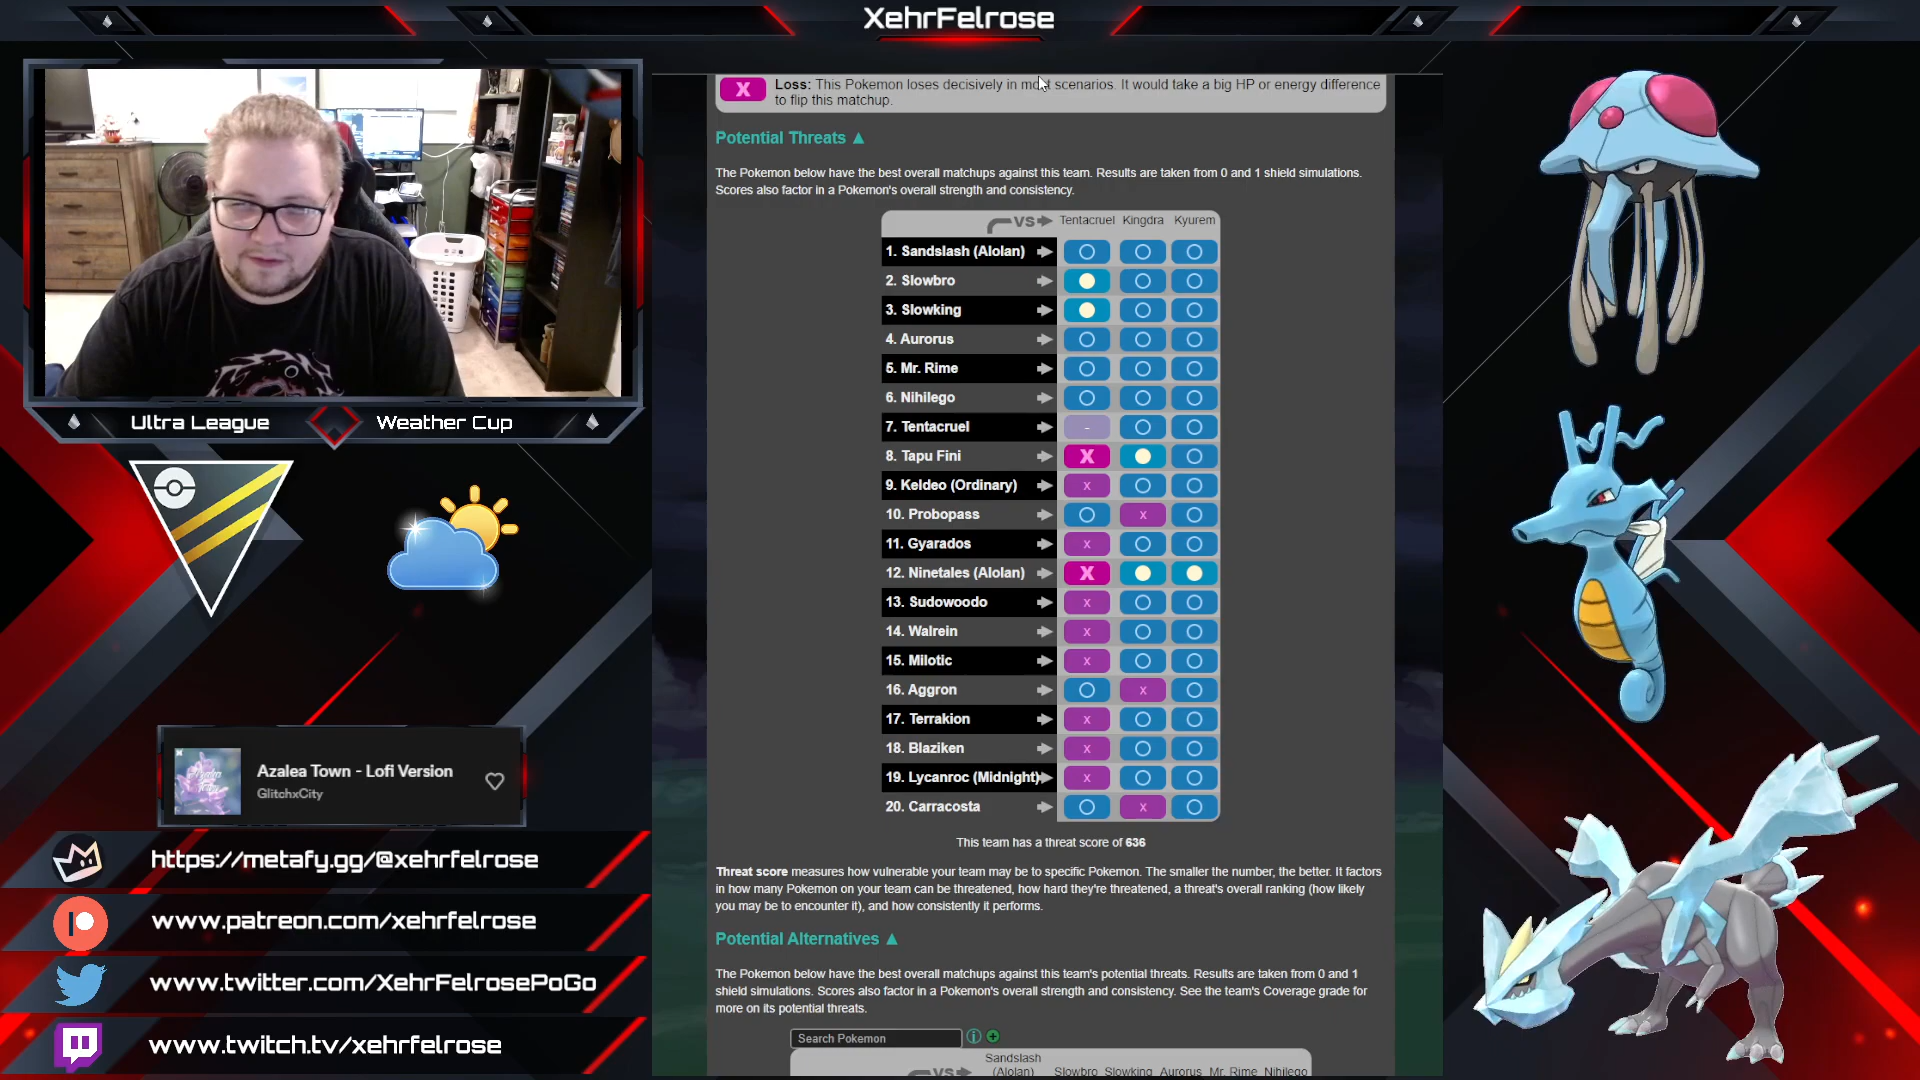 XehrFelrose
X Loss: This Pokemon loses decisively in most scenarios. It would take a big HP or energy difference
to flip this matchup.
Potential Threats ▲
The Pokemon below have the best overall matchups against this team. Results are taken from 0 and 1 shield simulations.
Scores also factor in a Pokemon's overall strength and consistency.
VS Tentacruel Kingdra Kyurem
1. Sandslash (Alolan)
2. Slowbro
3. Slowking
4. Aurorus
5. Mr. Rime
6. Nihilego
7. Tentacruel -
8. Tapu Fini X
9. Keldeo (Ordinary) x
10. Probopass x
11. Gyarados x
12. Ninetales (Alolan) X
13. Sudowoodo x
14. Walrein x
15. Milotic x
16. Aggron x
17. Terrakion x
18. Blaziken x
19. Lycanroc (Midnight) x
20. Carracosta x
This team has a threat score of 636
Threat score measures how vulnerable your team may be to specific Pokemon. The smaller the number, the better. It factors
in how many Pokemon on your team can be threatened, how hard they're threatened, a threat's overall ranking (how likely
you may be to encounter it), and how consistently it performs.
Potential Alternatives ▲
The Pokemon below have the best overall matchups against this team's potential threats. Results are taken from 0 and 1
shield simulations. Scores also factor in a Pokemon's overall strength and consistency. See the team's Coverage grade for
more on its potential threats.
Search Pokemon i +
VS Sandslash
(Alolan) Slowbro Slowking Aurorus Mr. Rime Nihilego
Ultra League Weather Cup
Azalea Town - Lofi Version
GlitchxCity
https://metafy.gg/@xehrfelrose
www.patreon.com/xehrfelrose
www.twitter.com/XehrFelrosePoGo
www.twitch.tv/xehrfelrose